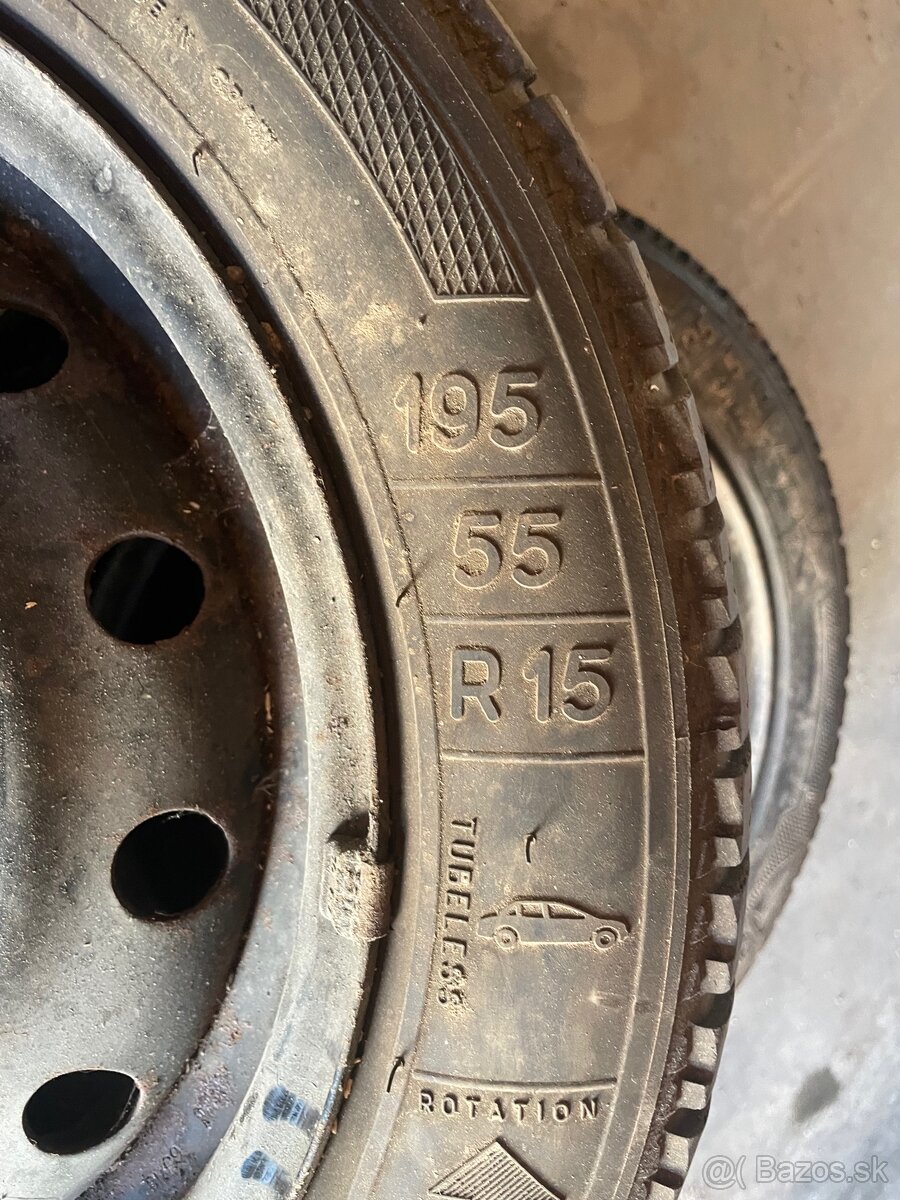 195
55
R 15
TUBELESS
ROTATION
@( Bazos.sk